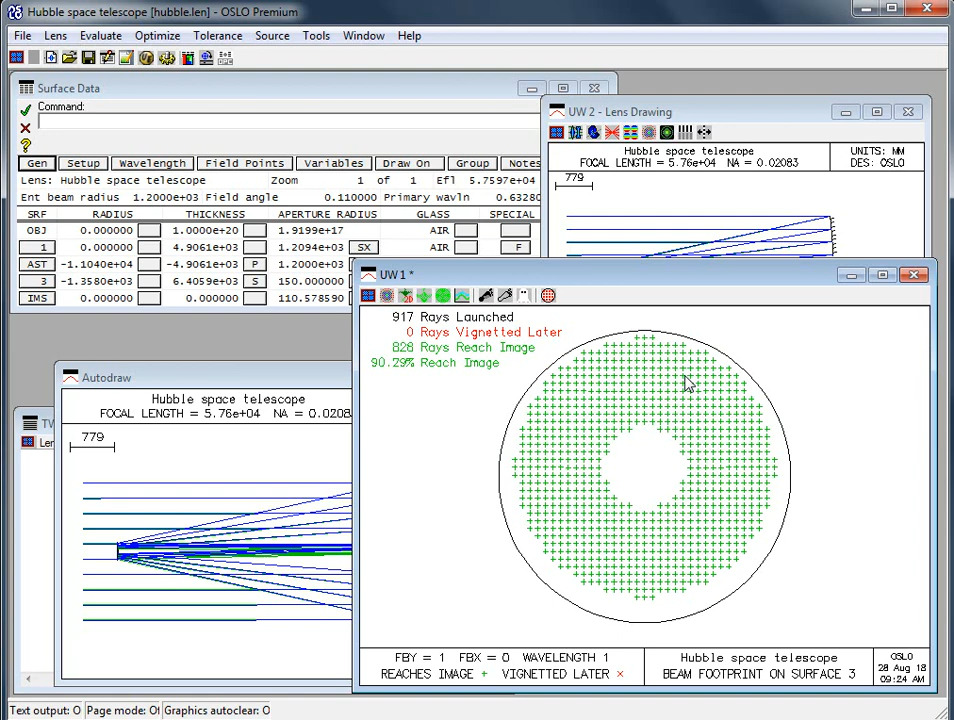 Hubble space telescope [hubble.len] - OSLO Premium
File Lens Evaluate Optimize Tolerance Source Tools Window Help
Surface Data
Command:
Gen Setup Wavelength Field Points Variables Draw On Group Notes
Lens: Hubble space telescope Zoom 1 of 1 Efl 5.7597e+04
Ent beam radius 1.2000e+03 Field angle 0.110000 Primary wavln 0.63280
SRF RADIUS THICKNESS APERTURE RADIUS GLASS SPECIAL
OBJ 0.000000 1.0000e+20 1.9199e+17 AIR
1 0.000000 4.9061e+03 1.2094e+03 SX AIR F
AST -1.1040e+04 -4.9061e+03 P 1.2000e+03
3 -1.3580e+03 6.4059e+03 S 150.000000
IMS 0.000000 0.000000 110.578590
UW 2 - Lens Drawing
Hubble space telescope
FOCAL LENGTH = 5.76e+04 NA = 0.02083
UNITS: MM
DES: OSLO
779
Autodraw
Hubble space telescope
FOCAL LENGTH = 5.76e+04 NA = 0.0208
779
TW
Len
UW 1 *
917 Rays Launched
0 Rays Vignetted Later
828 Rays Reach Image
90.29% Reach Image
FBY = 1 FBX = 0 WAVELENGTH 1
REACHES IMAGE + VIGNETTED LATER ×
Hubble space telescope
BEAM FOOTPRINT ON SURFACE 3
OSLO
28 Aug 18
09:24 AM
Text output: O Page mode: Of Graphics autoclear: O